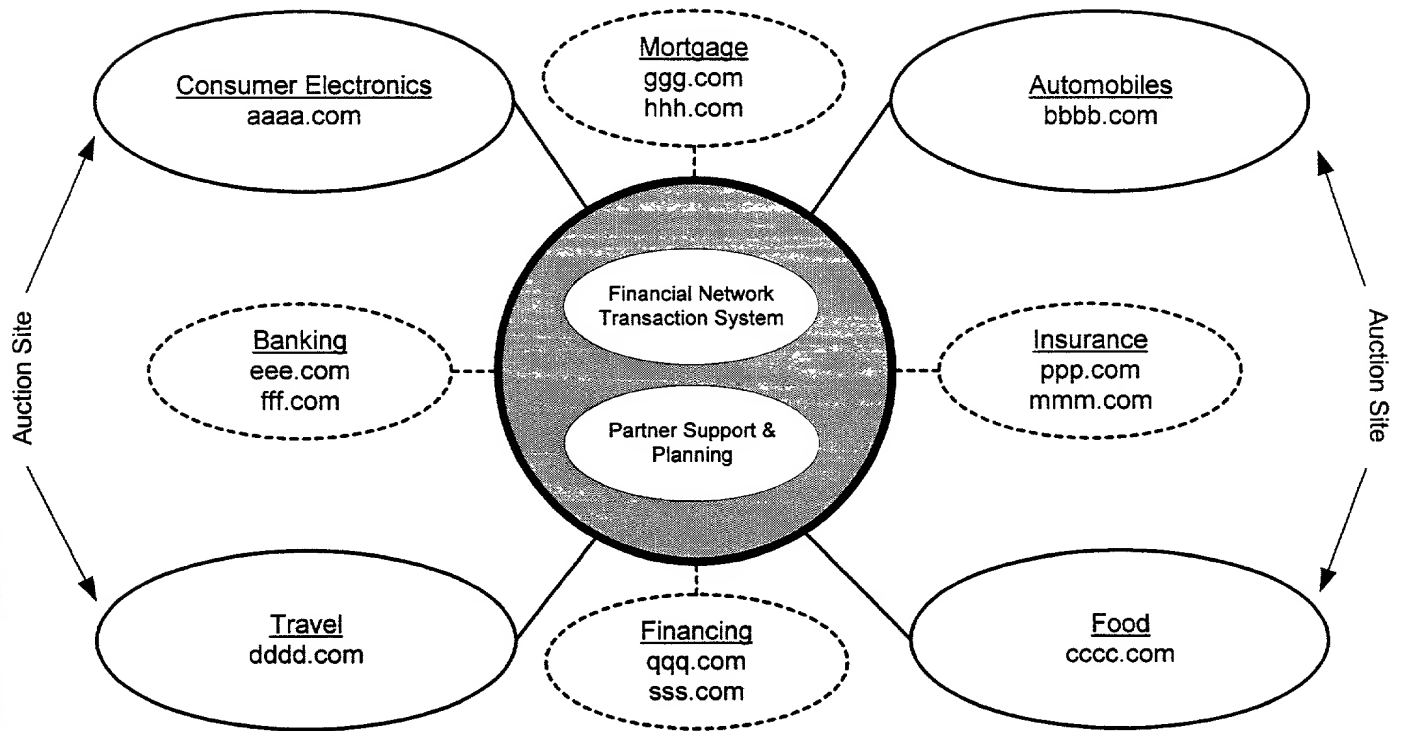 Mortgage
ggg.com
hhh.com
Consumer Electronics
aaaa.com
Automobiles
bbbb.com
Financial Network
Transaction System
Auction Site
Banking
eee.com
fff.com
Insurance
ppp.com
mmm.com
Auction Site
Partner Support &
Planning
Travel
dddd.com
Financing
qqq.com
sss.com
Food
cccc.com